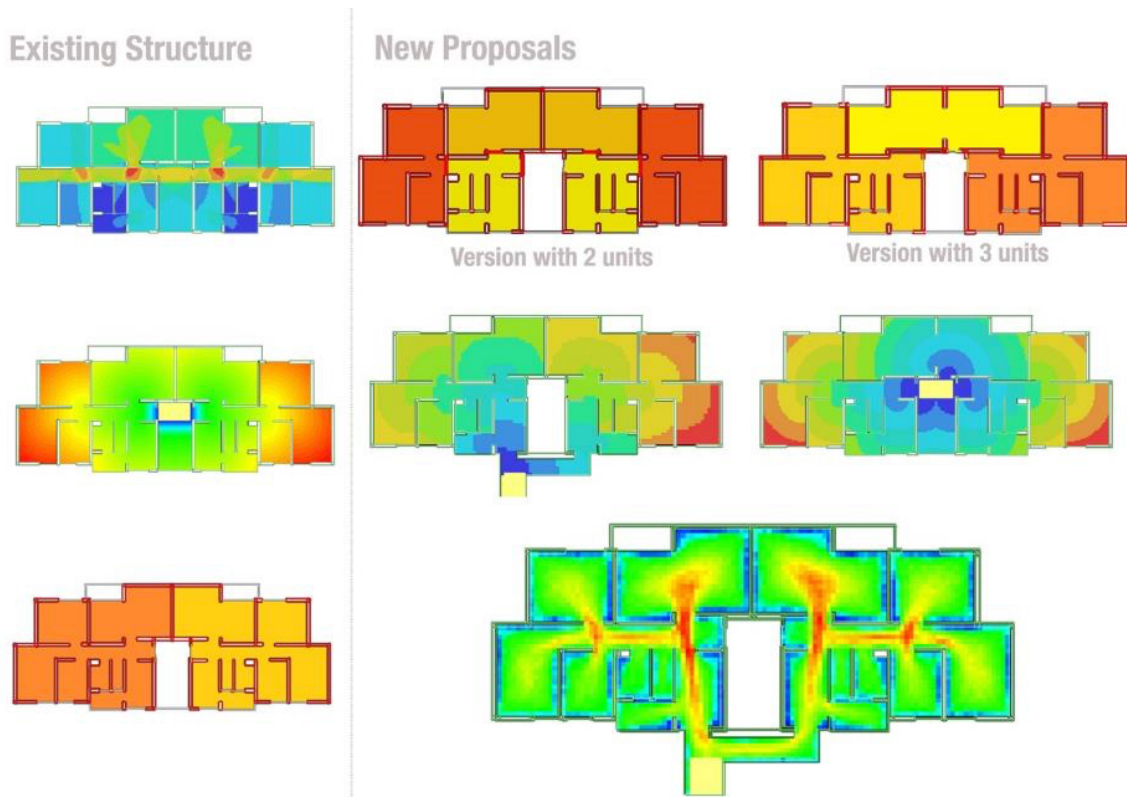 Existing Structure
New Proposals
Version with 2 units
Version with 3 units